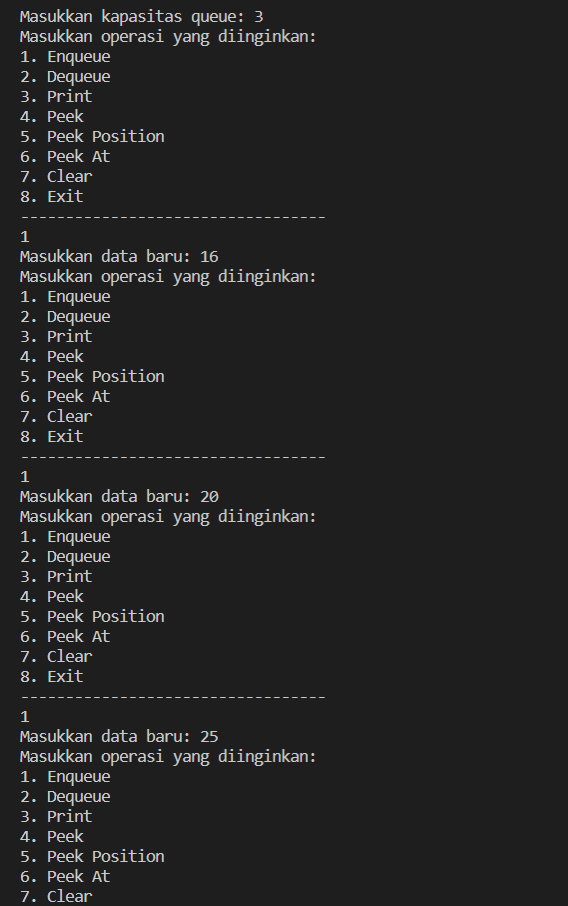 Masukkan kapasitas queue: 3
Masukkan operasi yang diinginkan:
1. Enqueue
2. Dequeue
3. Print
4. Peek
5. Peek Position
6. Peek At
7. Clear
8. Exit
----------------------------------
1
Masukkan data baru: 16
Masukkan operasi yang diinginkan:
1. Enqueue
2. Dequeue
3. Print
4. Peek
5. Peek Position
6. Peek At
7. Clear
8. Exit
----------------------------------
1
Masukkan data baru: 20
Masukkan operasi yang diinginkan:
1. Enqueue
2. Dequeue
3. Print
4. Peek
5. Peek Position
6. Peek At
7. Clear
8. Exit
----------------------------------
1
Masukkan data baru: 25
Masukkan operasi yang diinginkan:
1. Enqueue
2. Dequeue
3. Print
4. Peek
5. Peek Position
6. Peek At
7. Clear